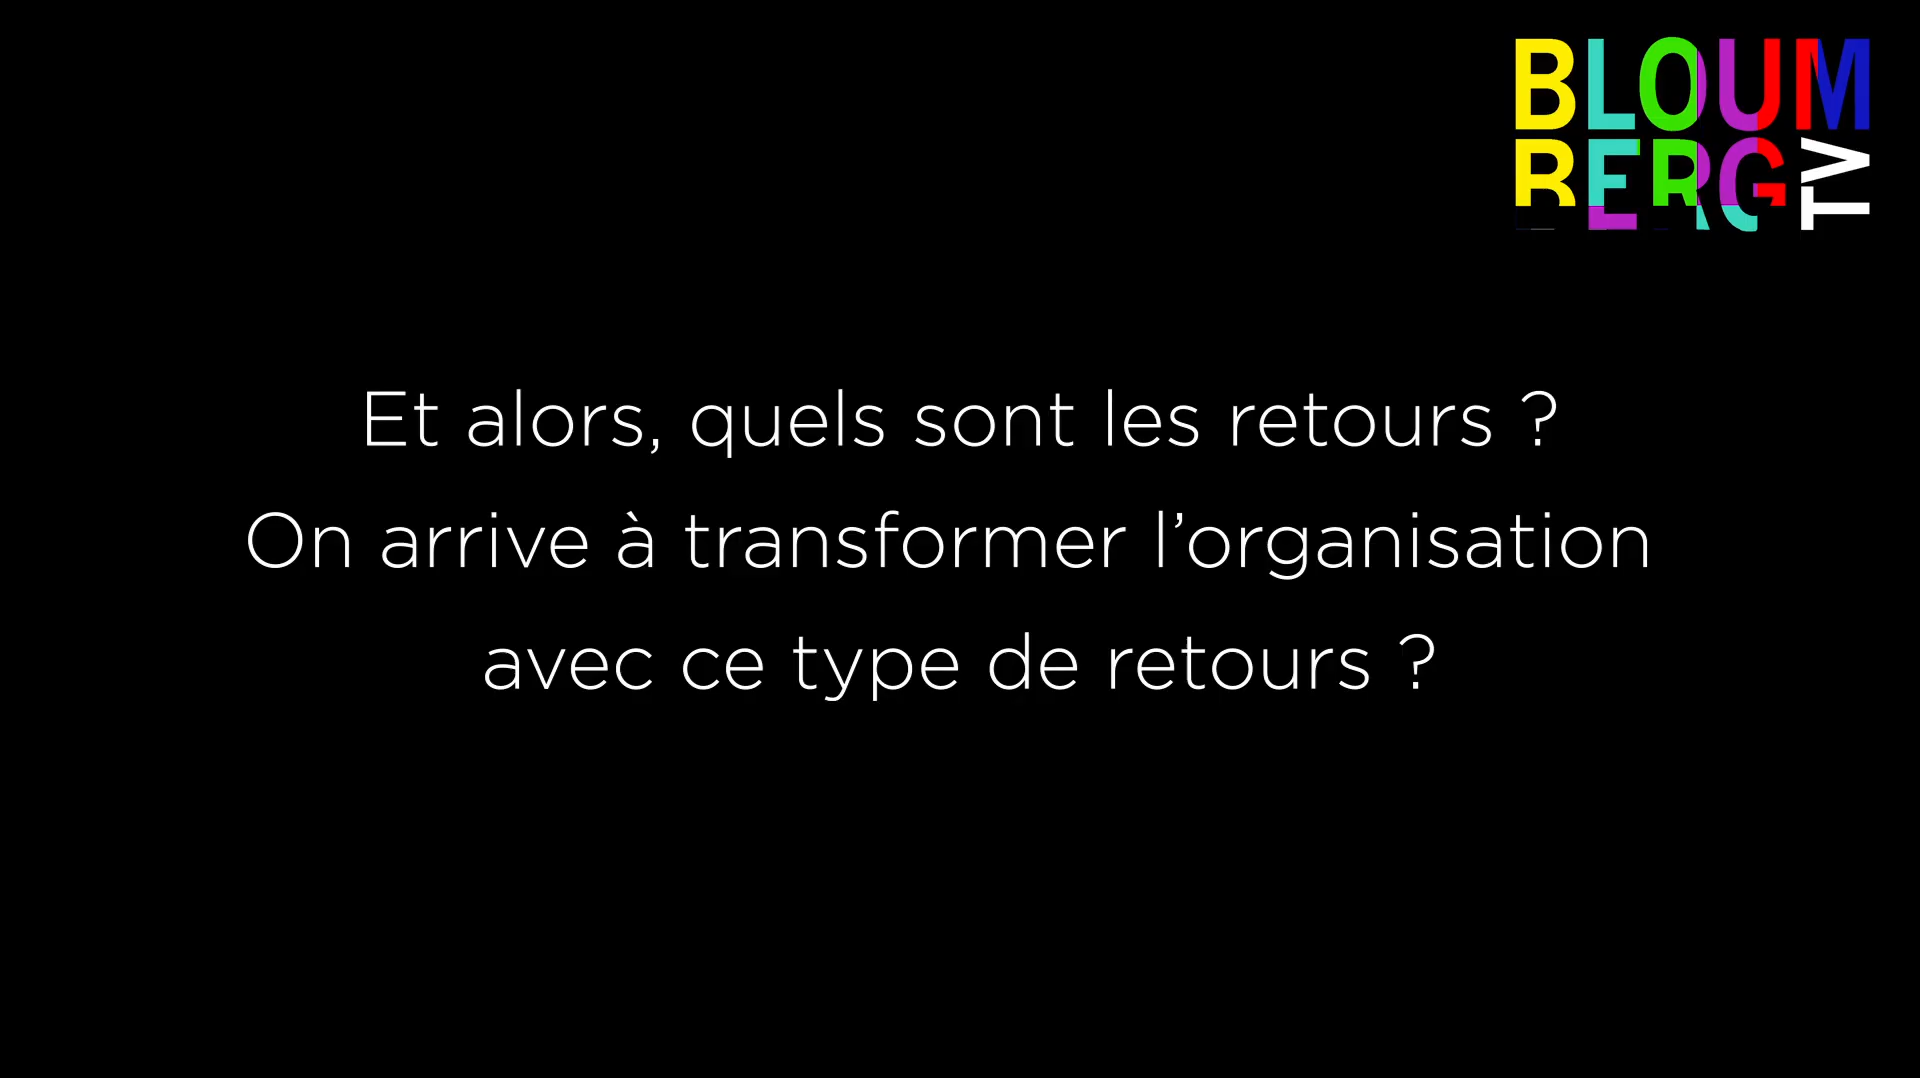 BLOUM
BERG TV
Et alors, quels sont les retours ?
On arrive à transformer l’organisation
avec ce type de retours ?